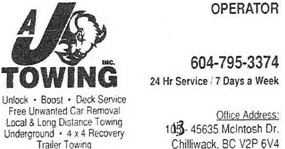 OPERATOR
AJ
INC.
TOWING
604-795-3374
24 Hr Service / 7 Days a Week
Unlock • Boost • Deck Service
Free Unwanted Car Removal
Local & Long Distance Towing
Underground • 4 x 4 Recovery
Trailer Towing
Office Address:
45635 McIntosh Dr.
Chilliwack, BC V2P 6V4